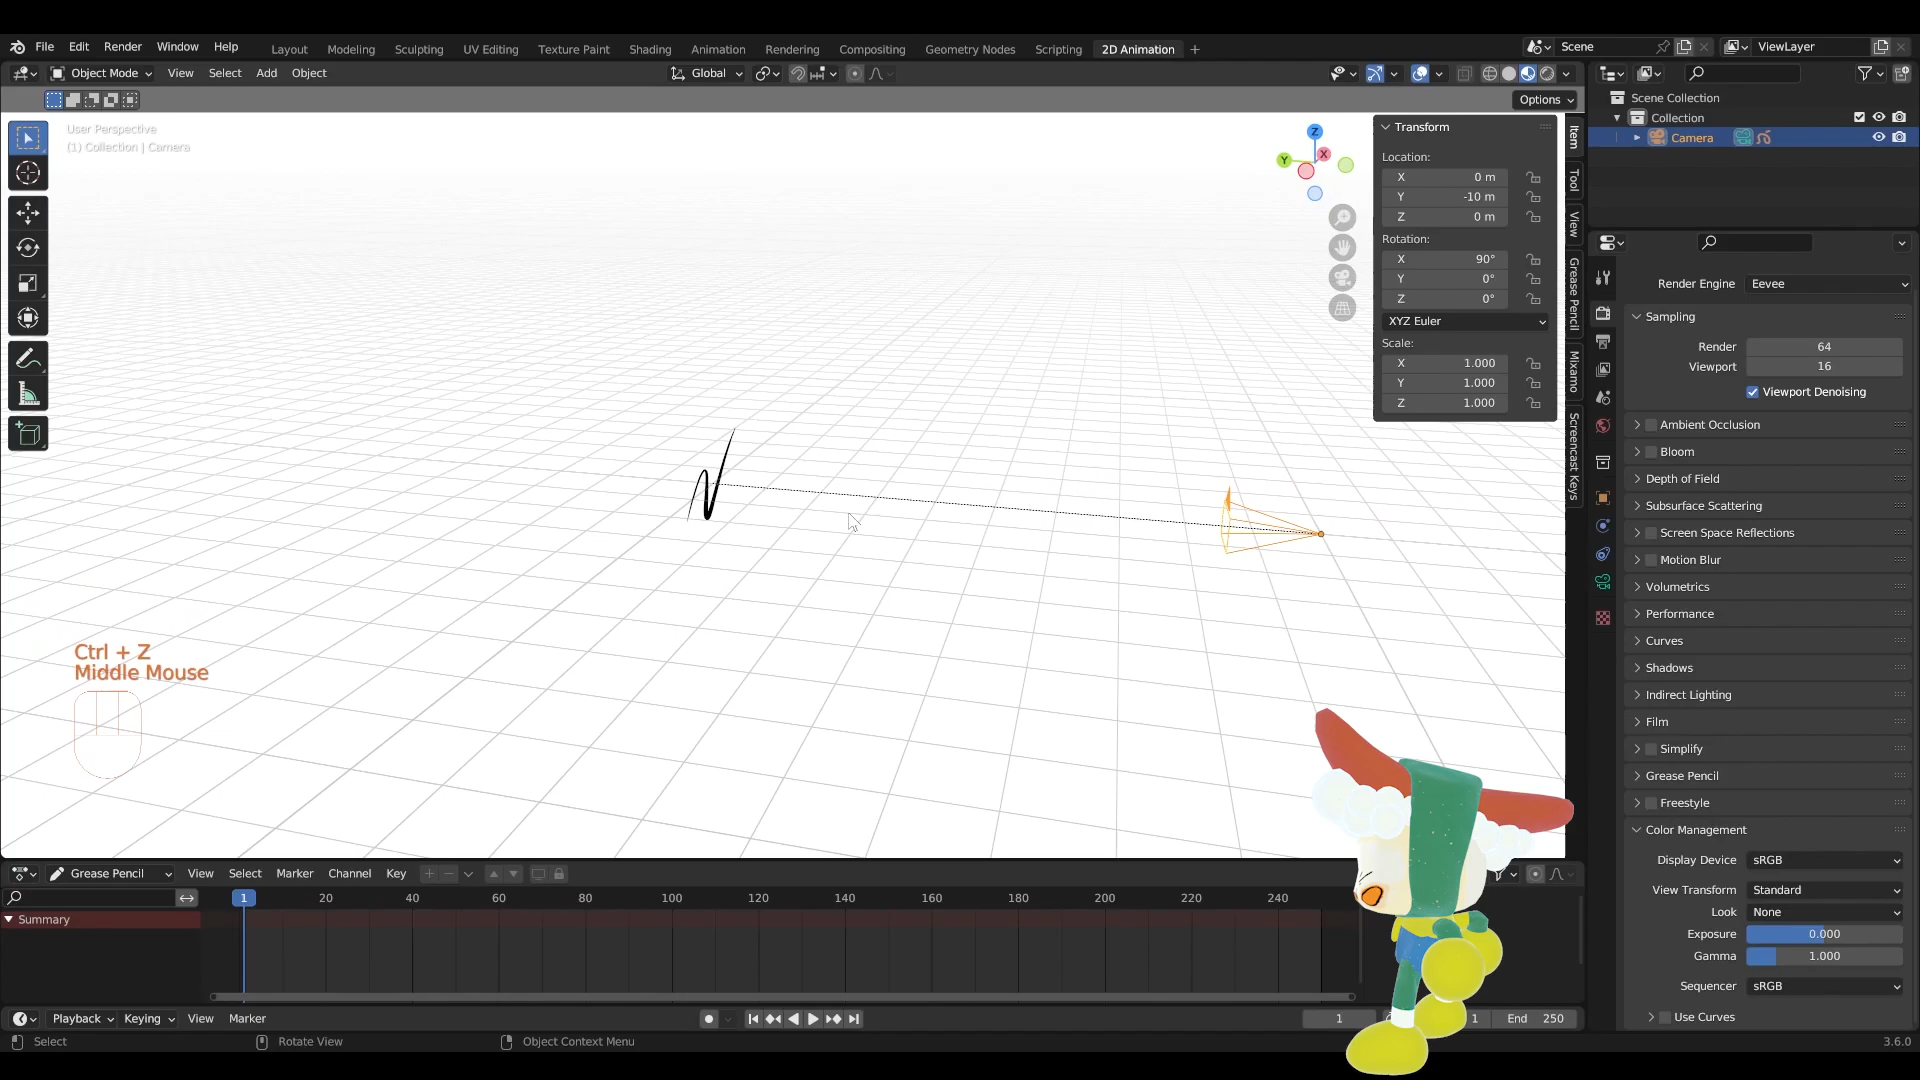 File Edit Render Window Help
Layout Modeling Sculpting UV Editing Texture Paint Shading Animation Rendering Compositing Geometry Nodes Scripting 2D Animation
Scene
ViewLayer
Object Mode View Select Add Object
Global
Options
User Perspective
(1) Collection | Camera
Z
Y
X
Transform
Location:
X 0 m
Y -10 m
Z 0 m
Rotation:
X 90°
Y 0°
Z 0°
XYZ Euler
Scale:
X 1.000
Y 1.000
Z 1.000
Item
Tool
View
Grease Pencil
Mixamo
Screencast Keys
Scene Collection
Collection
Camera
Render Engine Eevee
Sampling
Render 64
Viewport 16
Viewport Denoising
Ambient Occlusion
Bloom
Depth of Field
Subsurface Scattering
Screen Space Reflections
Motion Blur
Volumetrics
Performance
Curves
Shadows
Indirect Lighting
Film
Simplify
Grease Pencil
Freestyle
Color Management
Display Device sRGB
View Transform Standard
Look None
Exposure 0.000
Gamma 1.000
Sequencer sRGB
Use Curves
Ctrl + Z
Middle Mouse
Grease Pencil View Select Marker Channel Key
1 20 40 60 80 100 120 140 160 180 200 220 240
Summary
Playback Keying View Marker
1 1 End 250
Select Rotate View Object Context Menu
3.6.0